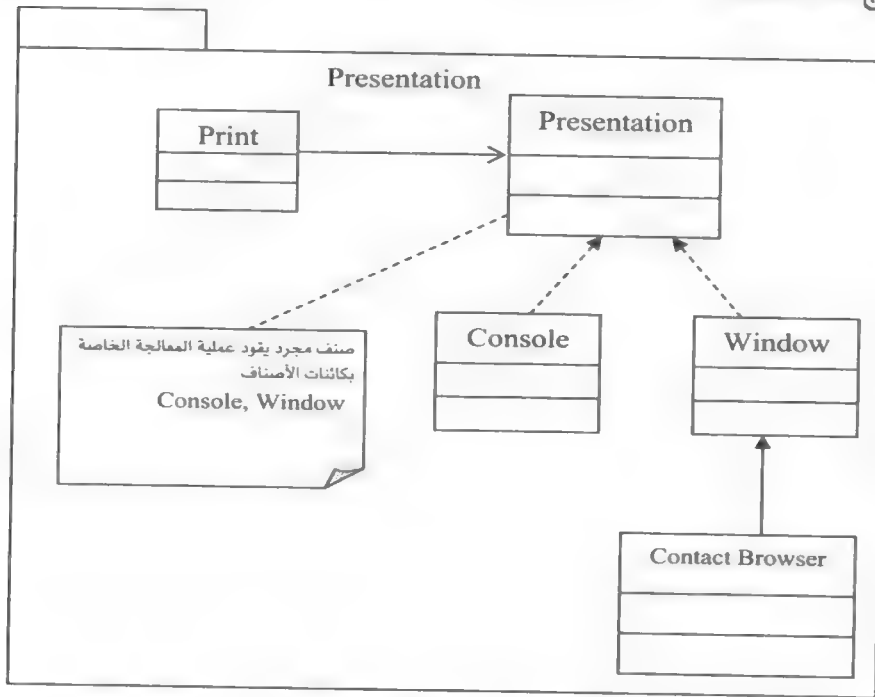 Presentation
Print
Presentation
صنف مجرد يقود عملية المعالجة الخاصة
بكائنات الأصناف
Console, Window
Console
Window
Contact Browser